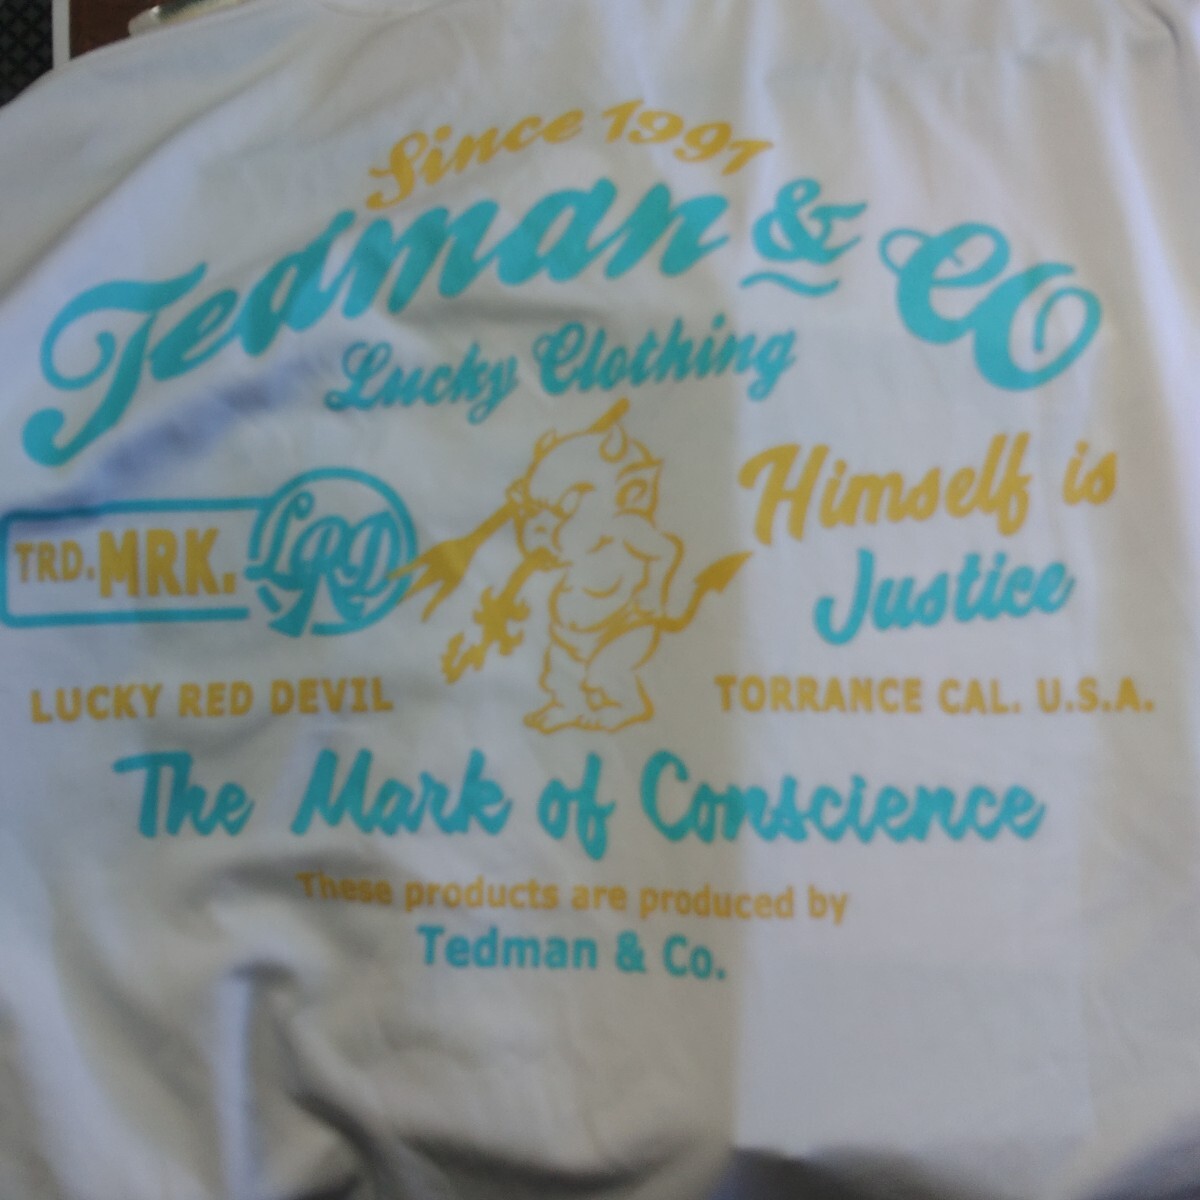 Since 1991
Tedman & CO
Lucky Clothing
Himself is
Justice
TRD. MRK.
LRD
LUCKY RED DEVIL
TORRANCE CAL. U.S.A.
The Mark of Conscience
These products are produced by
Tedman & Co.